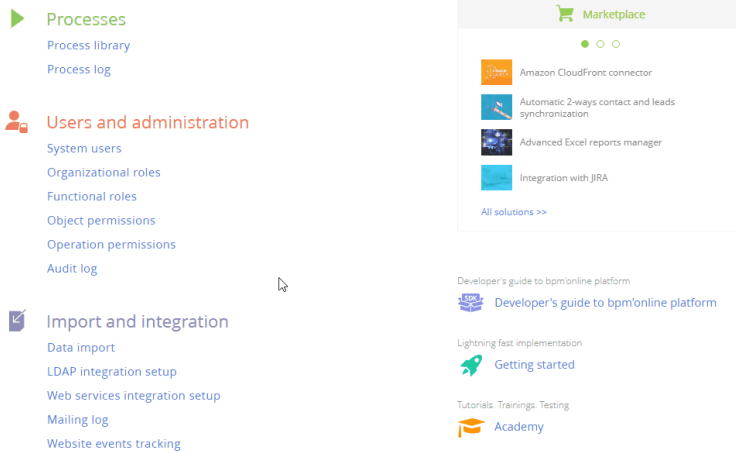 Processes
Process library
Process log
Users and administration
System users
Organizational roles
Functional roles
Object permissions
Operation permissions
Audit log
Import and integration
Data import
LDAP integration setup
Web services integration setup
Mailing log
Website events tracking
Marketplace
Amazon CloudFront connector
Automatic 2-ways contact and leads
synchronization
Advanced Excel reports manager
Integration with JIRA
All solutions >>
Developer's guide to bpm'online platform
SDK
Developer's guide to bpm'online platform
Lightning fast implementation
Getting started
Tutorials. Trainings. Testing
Academy